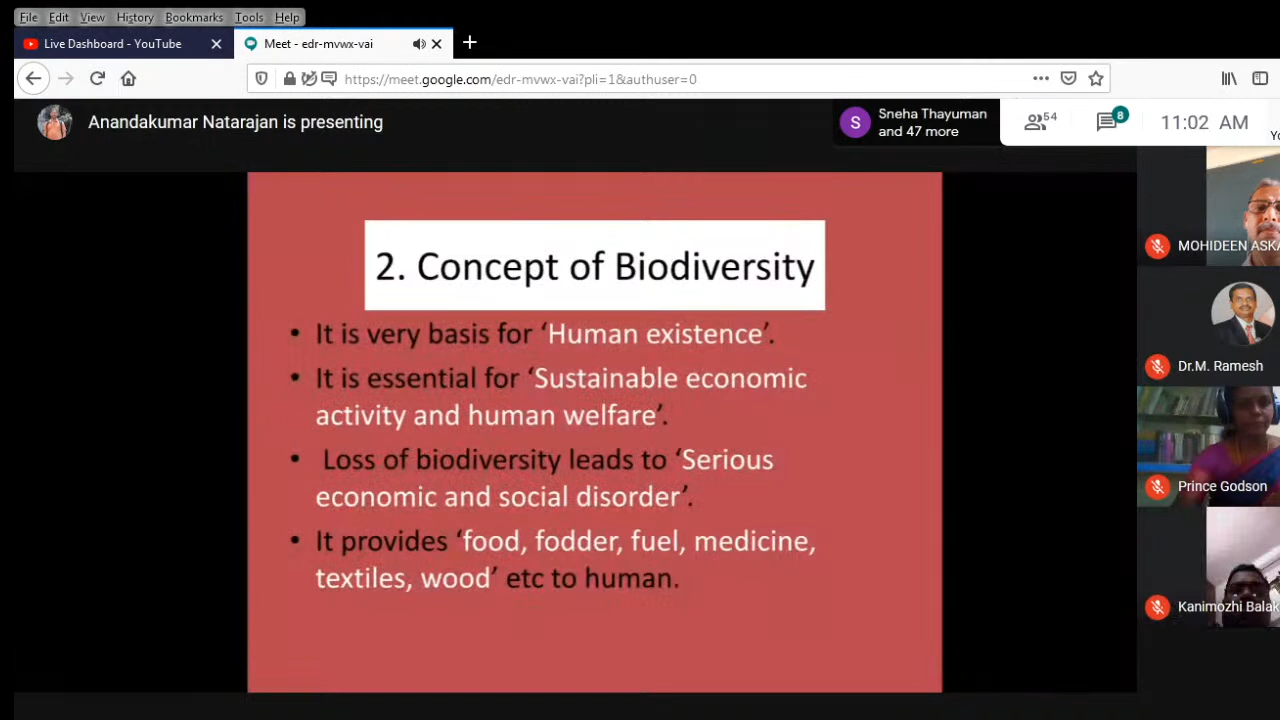 File Edit View History Bookmarks Tools Help
Live Dashboard - YouTube
Meet - edr-mvwx-vai
https://meet.google.com/edr-mvwx-vai?pli=1&authuser=0
Anandakumar Natarajan is presenting
S
Sneha Thayuman
and 47 more
54
8
11:02 AM
2. Concept of Biodiversity
• It is very basis for ‘Human existence’.
• It is essential for ‘Sustainable economic
activity and human welfare’.
• Loss of biodiversity leads to ‘Serious
economic and social disorder’.
• It provides ‘food, fodder, fuel, medicine,
textiles, wood’ etc to human.
MOHIDEEN ASKA
Dr.M. Ramesh
Prince Godson
Kanimozhi Balak